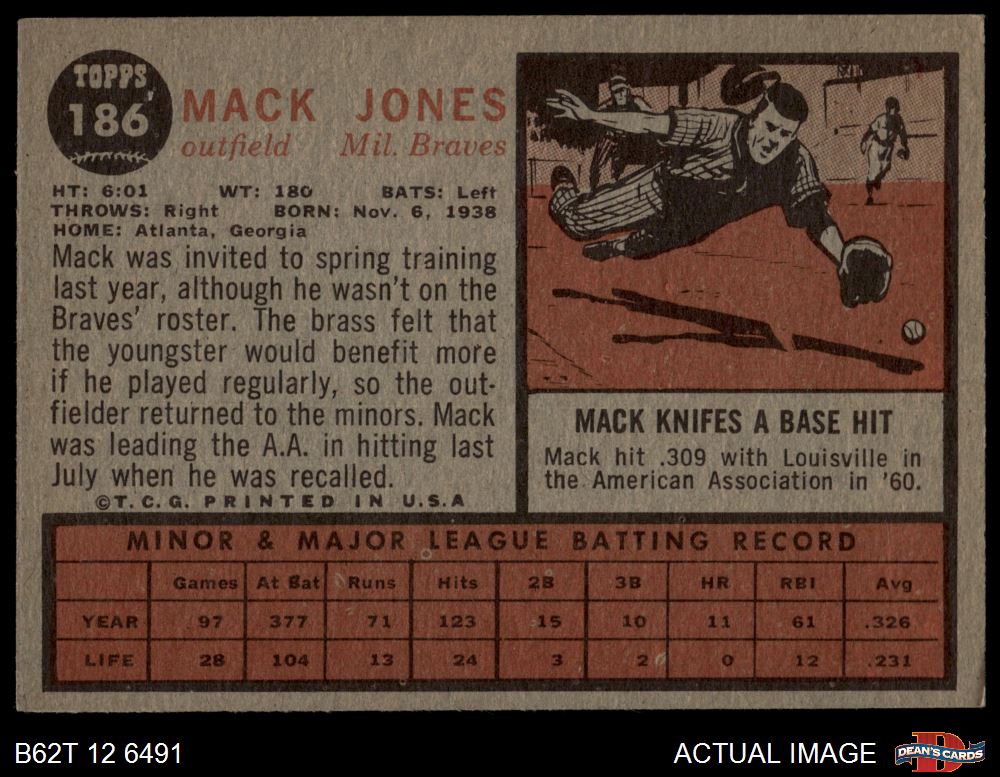 TOPPS
186
MACK JONES
outfield Mil. Braves
HT: 6:01 WT: 180 BATS: Left
THROWS: Right BORN: Nov. 6, 1938
HOME: Atlanta, Georgia
Mack was invited to spring training
last year, although he wasn't on the
Braves' roster. The brass felt that
the youngster would benefit more
if he played regularly, so the out-
fielder returned to the minors. Mack
was leading the A.A. in hitting last
July when he was recalled.
©T.C.G. PRINTED IN U.S.A
MACK KNIFES A BASE HIT
Mack hit .309 with Louisville in
the American Association in '60.
MINOR & MAJOR LEAGUE BATTING RECORD
Games At Bat Runs Hits 2B 3B HR RBI Avg
YEAR 97 377 71 123 15 10 11 61 .326
LIFE 28 104 13 24 3 2 0 12 .231
B62T 12 6491
ACTUAL IMAGE
B
DEAN'S CARDS